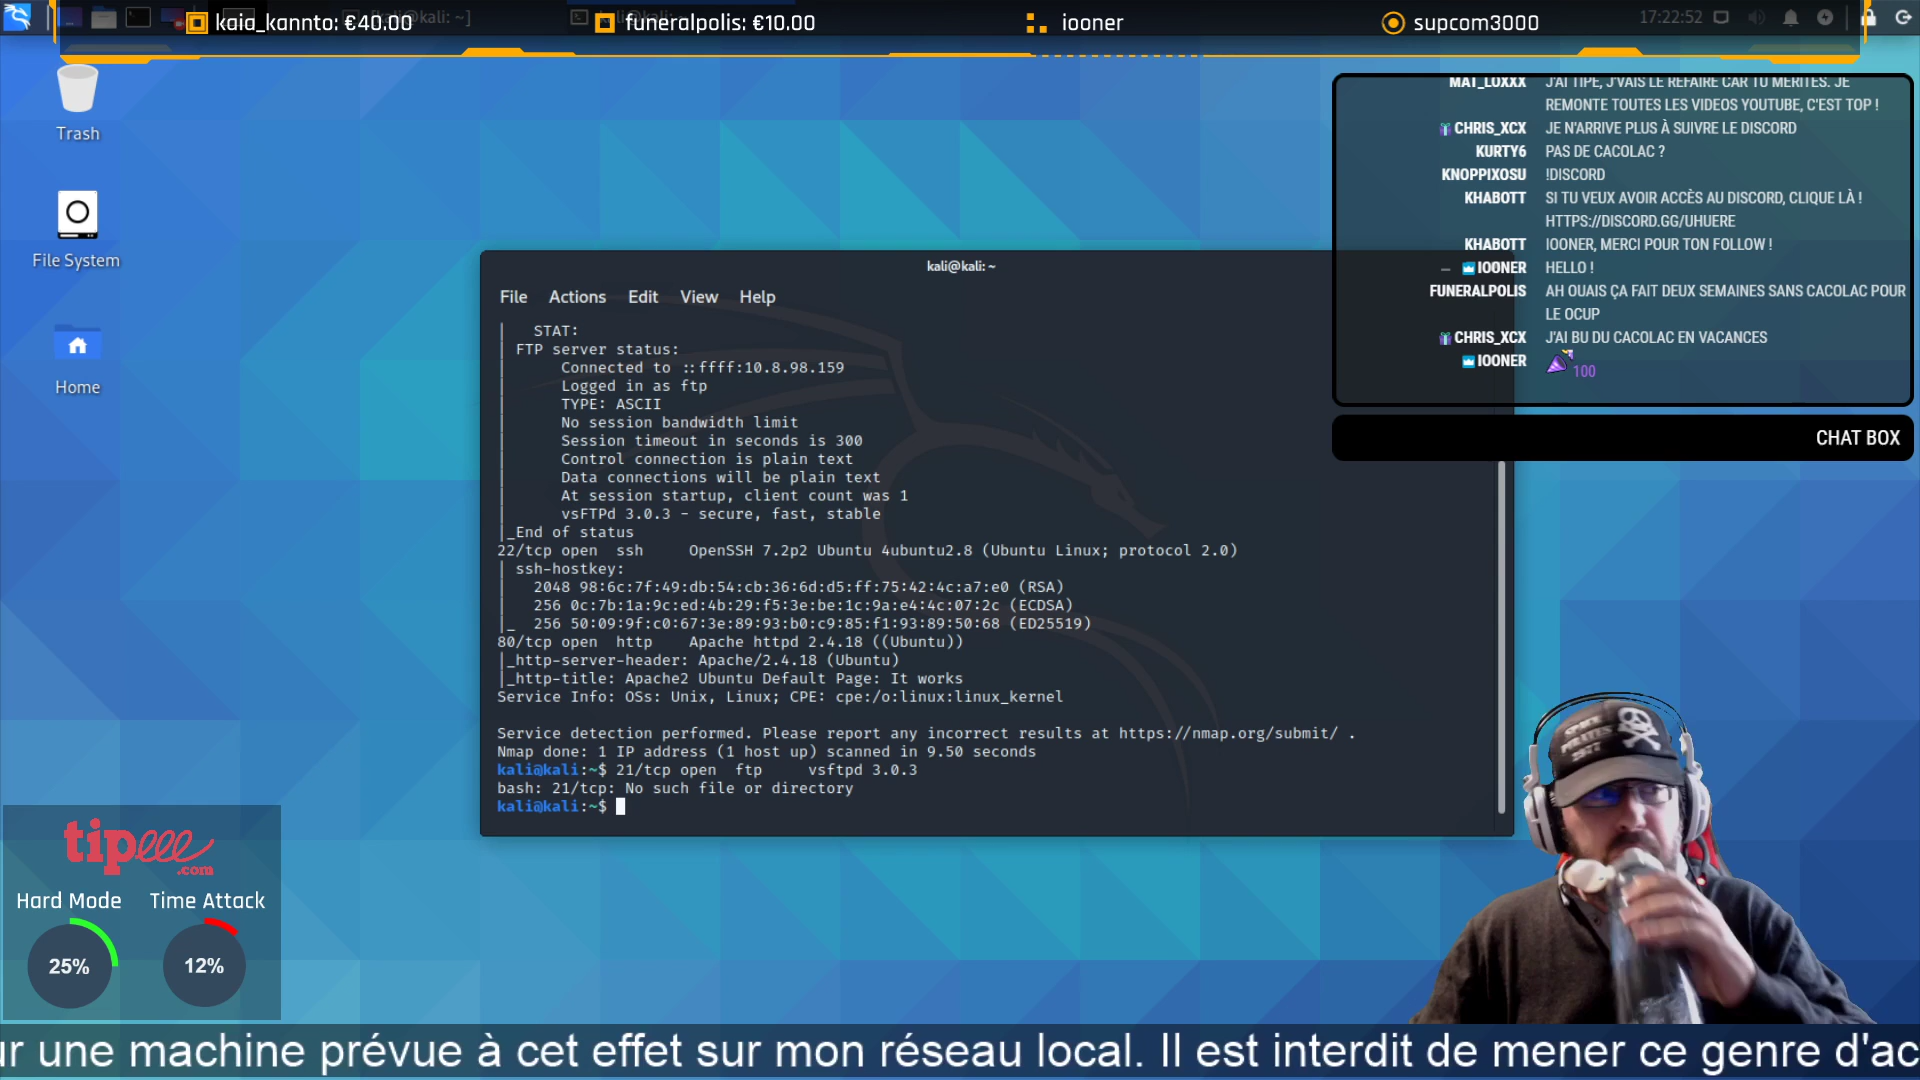 kaia_kannto: €40.00
funeralpolis: €10.00
iooner
supcom3000
17:22:52
Trash
File System
Home
kali@kali: ~
File Actions Edit View Help
| STAT:
| FTP server status:
| Connected to ::ffff:10.8.98.159
| Logged in as ftp
| TYPE: ASCII
| No session bandwidth limit
| Session timeout in seconds is 300
| Control connection is plain text
| Data connections will be plain text
| At session startup, client count was 1
| vsFTPd 3.0.3 - secure, fast, stable
|_End of status
22/tcp open ssh OpenSSH 7.2p2 Ubuntu 4ubuntu2.8 (Ubuntu Linux; protocol 2.0)
| ssh-hostkey:
| 2048 98:6c:7f:49:db:54:cb:36:6d:d5:ff:75:42:4c:a7:e0 (RSA)
| 256 0c:7b:1a:9c:ed:4b:29:f5:3e:be:1c:9a:e4:4c:07:2c (ECDSA)
|_ 256 50:09:9f:c0:67:3e:89:93:b0:c9:85:f1:93:89:50:68 (ED25519)
80/tcp open http Apache httpd 2.4.18 ((Ubuntu))
|_http-server-header: Apache/2.4.18 (Ubuntu)
|_http-title: Apache2 Ubuntu Default Page: It works
Service Info: OSs: Unix, Linux; CPE: cpe:/o:linux:linux_kernel
Service detection performed. Please report any incorrect results at https://nmap.org/submit/ .
Nmap done: 1 IP address (1 host up) scanned in 9.50 seconds
kali@kali:~$ 21/tcp open ftp vsftpd 3.0.3
bash: 21/tcp: No such file or directory
kali@kali:~$
MAT_LOXXX J'AI TIPE, J'VAIS LE REFAIRE CAR TU MERITES. JE
REMONTE TOUTES LES VIDEOS YOUTUBE, C'EST TOP !
CHRIS_XCX JE N'ARRIVE PLUS À SUIVRE LE DISCORD
KURTY6 PAS DE CACOLAC ?
KNOPPIXOSU !DISCORD
KHABOTT SI TU VEUX AVOIR ACCÈS AU DISCORD, CLIQUE LÀ !
HTTPS://DISCORD.GG/UHUERE
KHABOTT IOONER, MERCI POUR TON FOLLOW !
IOONER HELLO !
FUNERALPOLIS AH OUAIS ÇA FAIT DEUX SEMAINES SANS CACOLAC POUR
LE OCUP
CHRIS_XCX J'AI BU DU CACOLAC EN VACANCES
IOONER 100
CHAT BOX
tipeee
.com
Hard Mode Time Attack
25% 12%
ur une machine prévue à cet effet sur mon réseau local. Il est interdit de mener ce genre d'ac